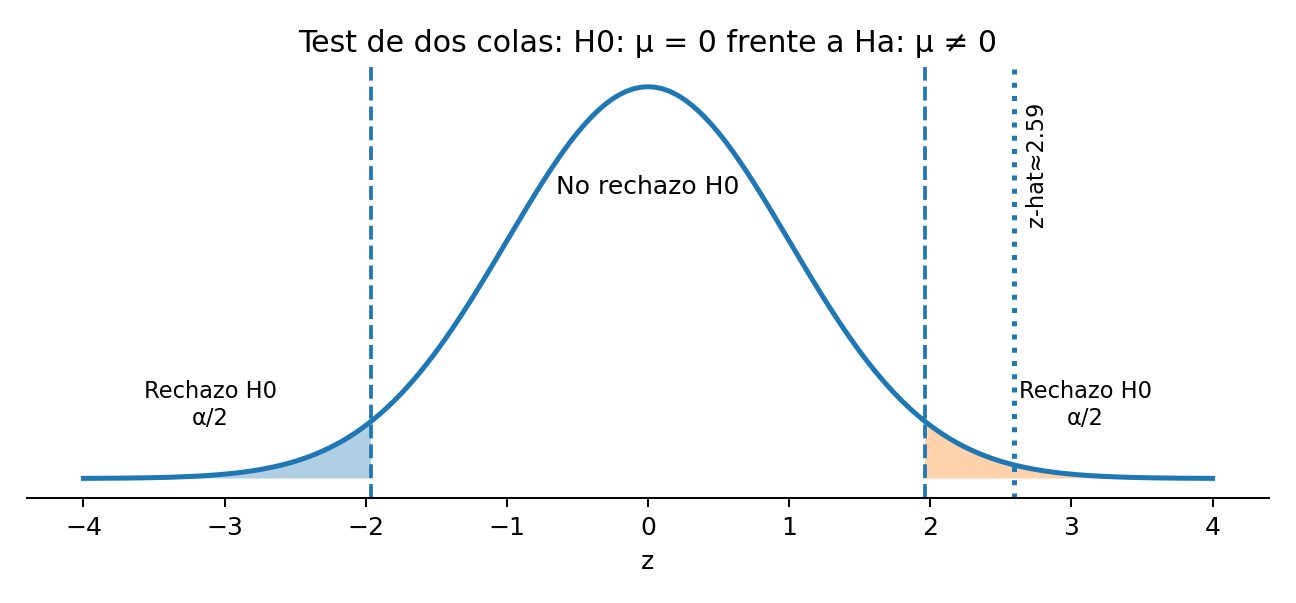 Test de dos colas: H0: μ = 0 frente a Ha: μ ≠ 0
z-hat≈2.59
No rechazo H0
Rechazo H0
α/2
Rechazo H0
α/2
−4 −3 −2 −1 0 1 2 3 4
z